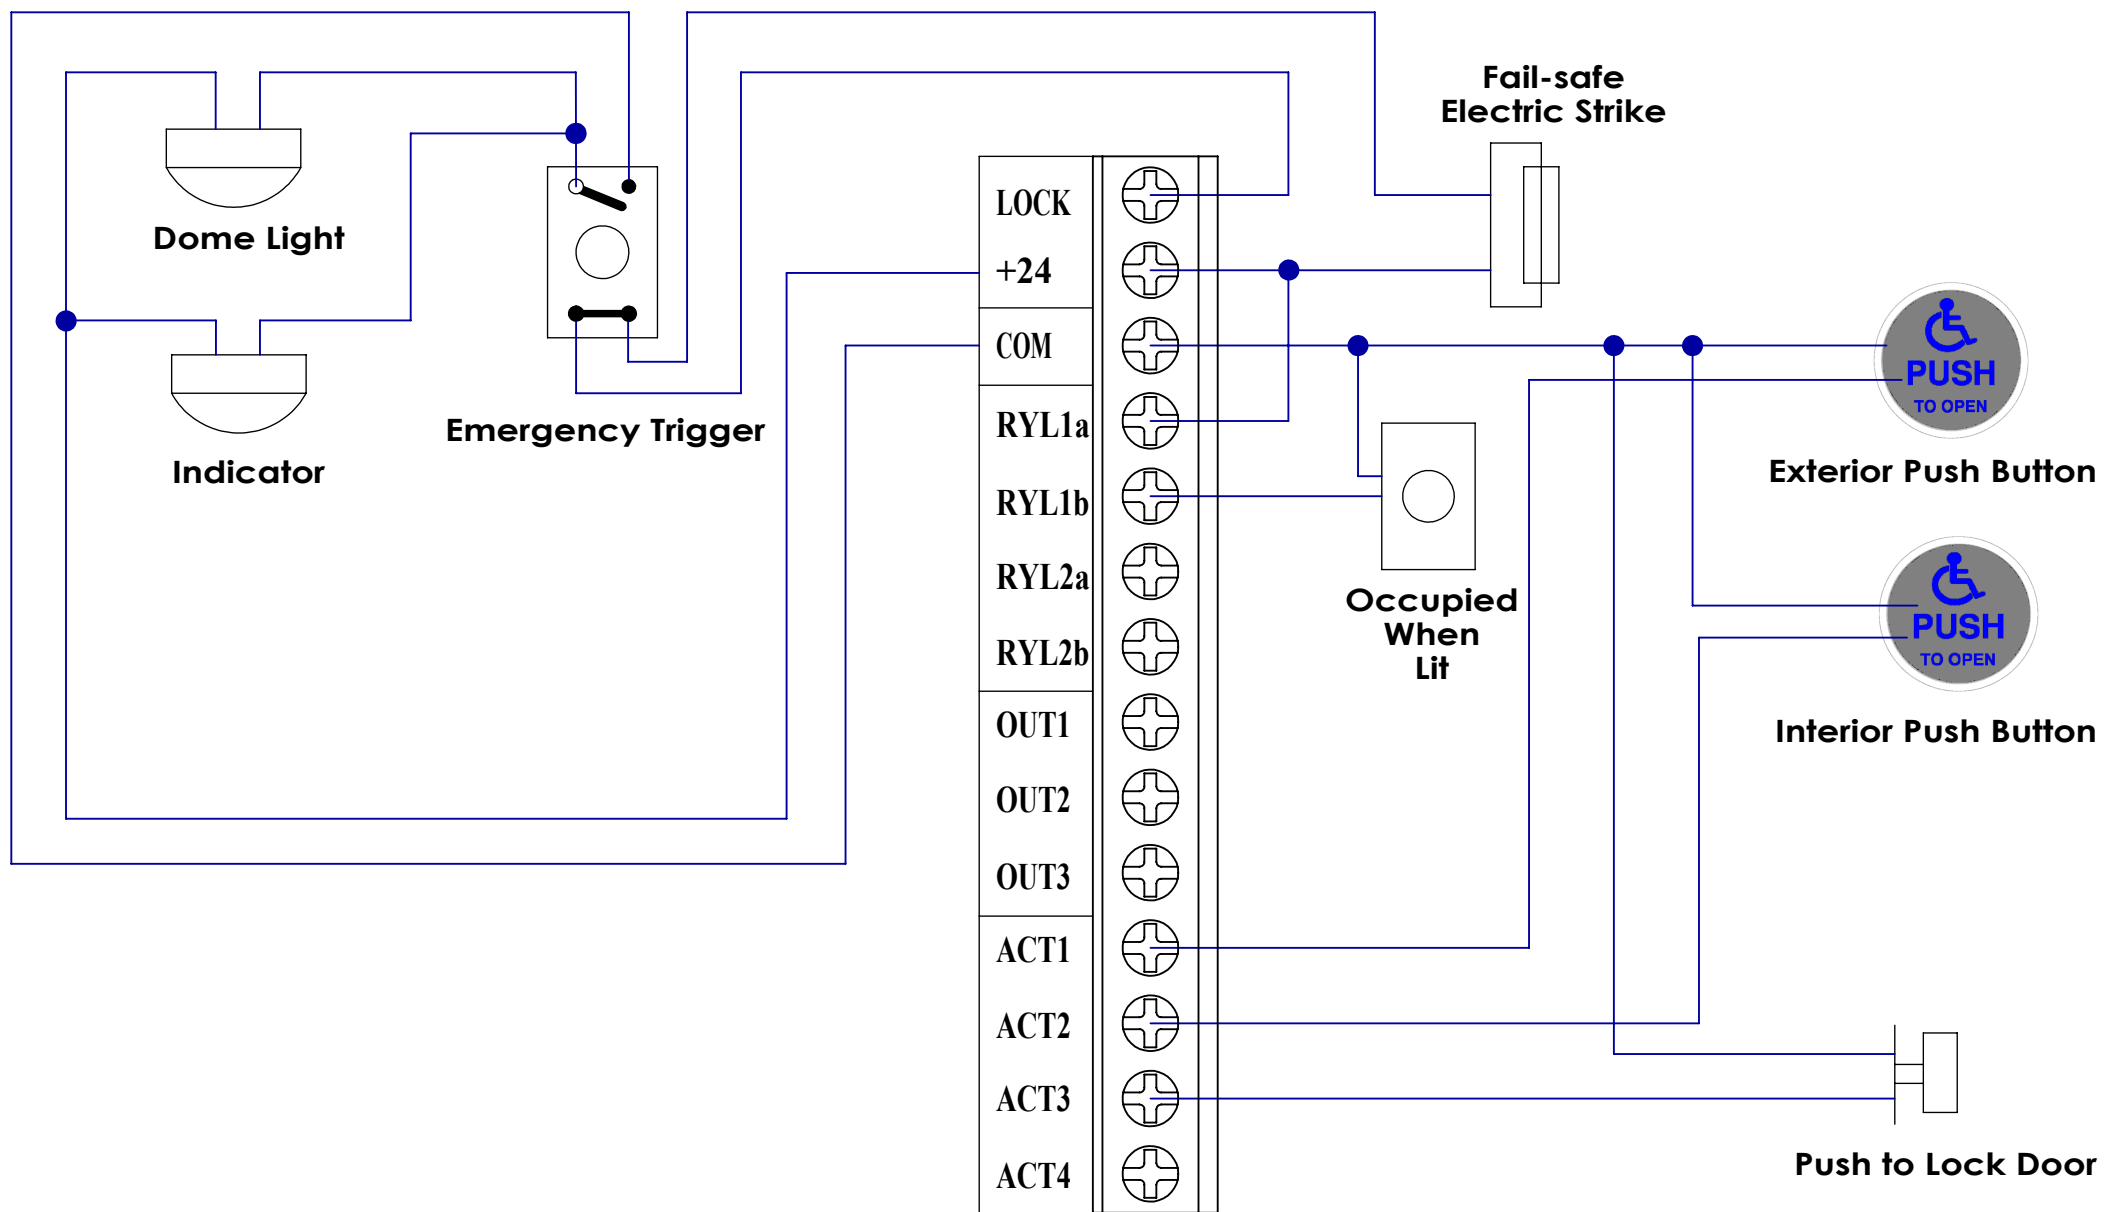 Fail-safe
Electric Strike
Dome Light
Indicator
Emergency Trigger
LOCK
+24
COM
RYL1a
RYL1b
RYL2a
RYL2b
OUT1
OUT2
OUT3
ACT1
ACT2
ACT3
ACT4
Occupied
When
Lit
PUSH
TO OPEN
Exterior Push Button
PUSH
TO OPEN
Interior Push Button
Push to Lock Door